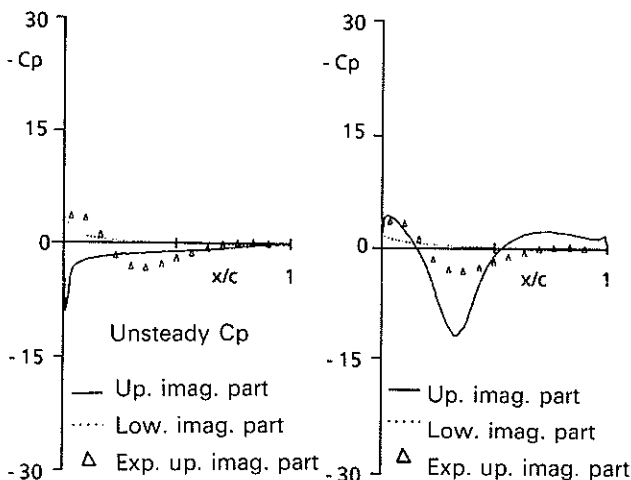 30
- Cp
15
0
x/c
1
- 15
- 30
Unsteady Cp
Up. imag. part
Low. imag. part
Exp. up. imag. part
30
- Cp
15
0
x/c
1
- 15
- 30
Up. imag. part
Low. imag. part
Exp. up. imag. part